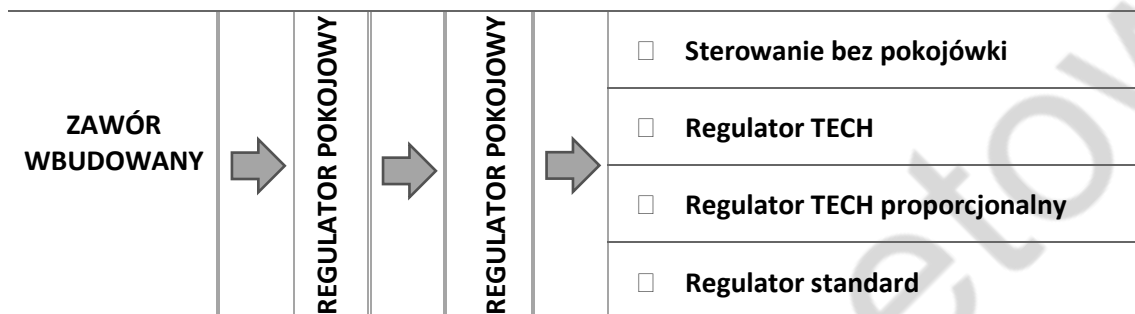 ZAWÓR
WBUDOWANY
REGULATOR POKOJOWY
REGULATOR POKOJOWY
Sterowanie bez pokojówki
Regulator TECH
Regulator TECH proporcjonalny
Regulator standard